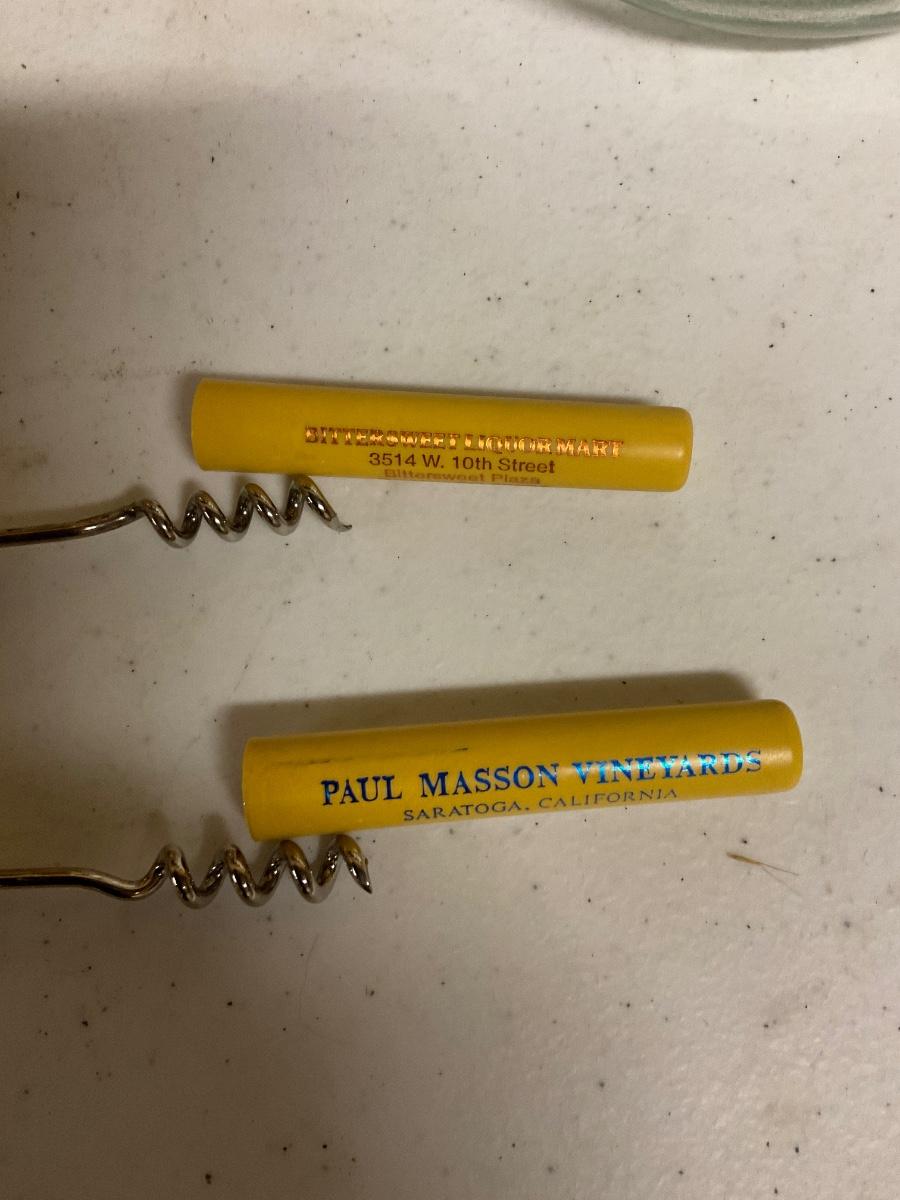 BITTERSWEET LIQUOR MART
3514 W. 10th Street
Bittersweet Plaza
PAUL MASSON VINEYARDS
SARATOGA, CALIFORNIA